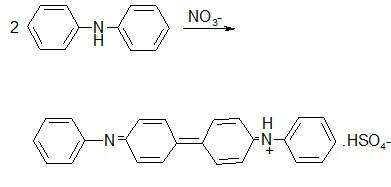 2 N H NO3-
N H N + .HSO4-